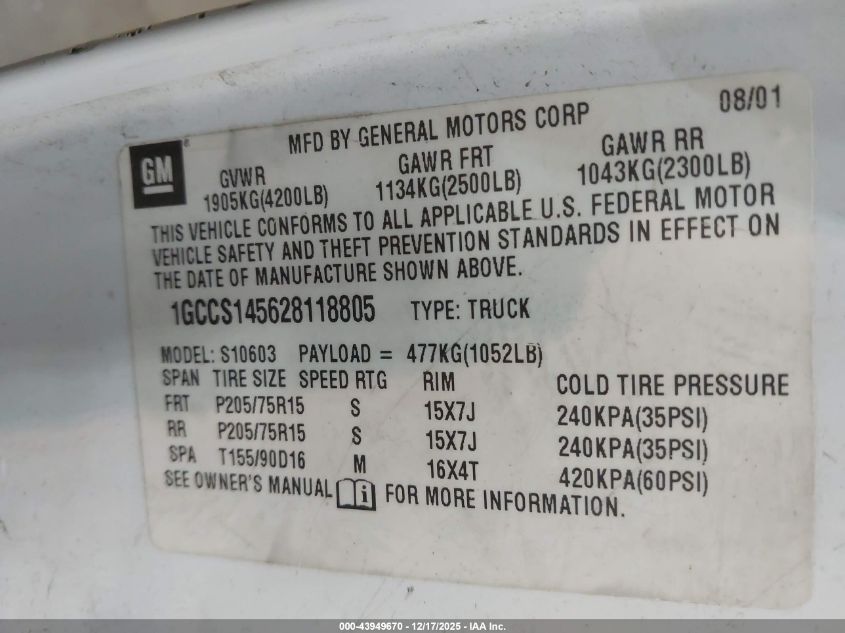 08/01
MFD BY GENERAL MOTORS CORP
GM
®
GVWR GAWR FRT GAWR RR
1905KG(4200LB) 1134KG(2500LB) 1043KG(2300LB)
THIS VEHICLE CONFORMS TO ALL APPLICABLE U.S. FEDERAL MOTOR
VEHICLE SAFETY AND THEFT PREVENTION STANDARDS IN EFFECT ON
THE DATE OF MANUFACTURE SHOWN ABOVE.
1GCCS145628118805 TYPE: TRUCK
MODEL: S10603 PAYLOAD = 477KG(1052LB)
SPAN TIRE SIZE SPEED RTG RIM COLD TIRE PRESSURE
FRT P205/75R15 S 15X7J 240KPA(35PSI)
RR P205/75R15 S 15X7J 240KPA(35PSI)
SPA T155/90D16 M 16X4T 420KPA(60PSI)
SEE OWNER'S MANUAL i FOR MORE INFORMATION.
000-43949670 - 12/17/2025 - IAA Inc.